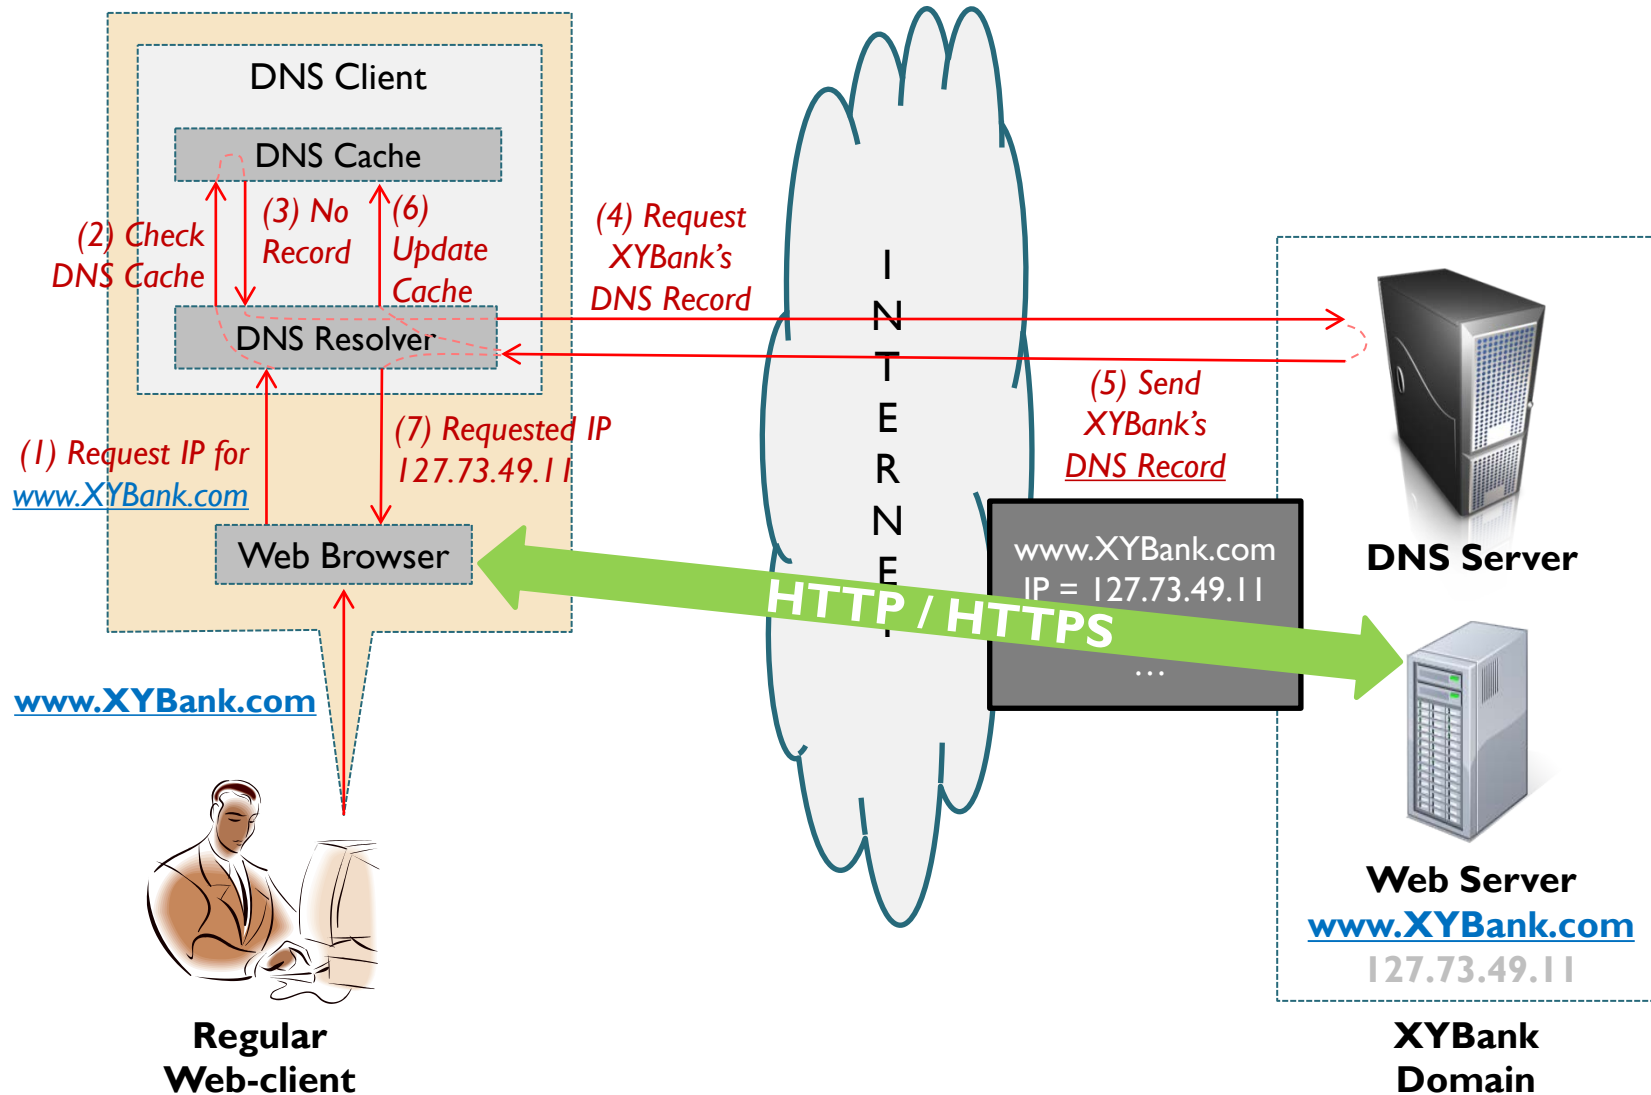 DNS Client
DNS Cache
(2) Check
DNS Cache
(3) No
Record
(6)
Update
Cache
DNS Resolver
(1) Request IP for
www.XYBank.com
(7) Requested IP
127.73.49.11
Web Browser
www.XYBank.com
Regular
Web-client
(4) Request
XYBank's
DNS Record
I
N
T
E
R
N
E
T
(5) Send
XYBank's
DNS Record
www.XYBank.com
IP = 127.73.49.11
…
HTTP / HTTPS
DNS Server
Web Server
www.XYBank.com
127.73.49.11
XYBank
Domain